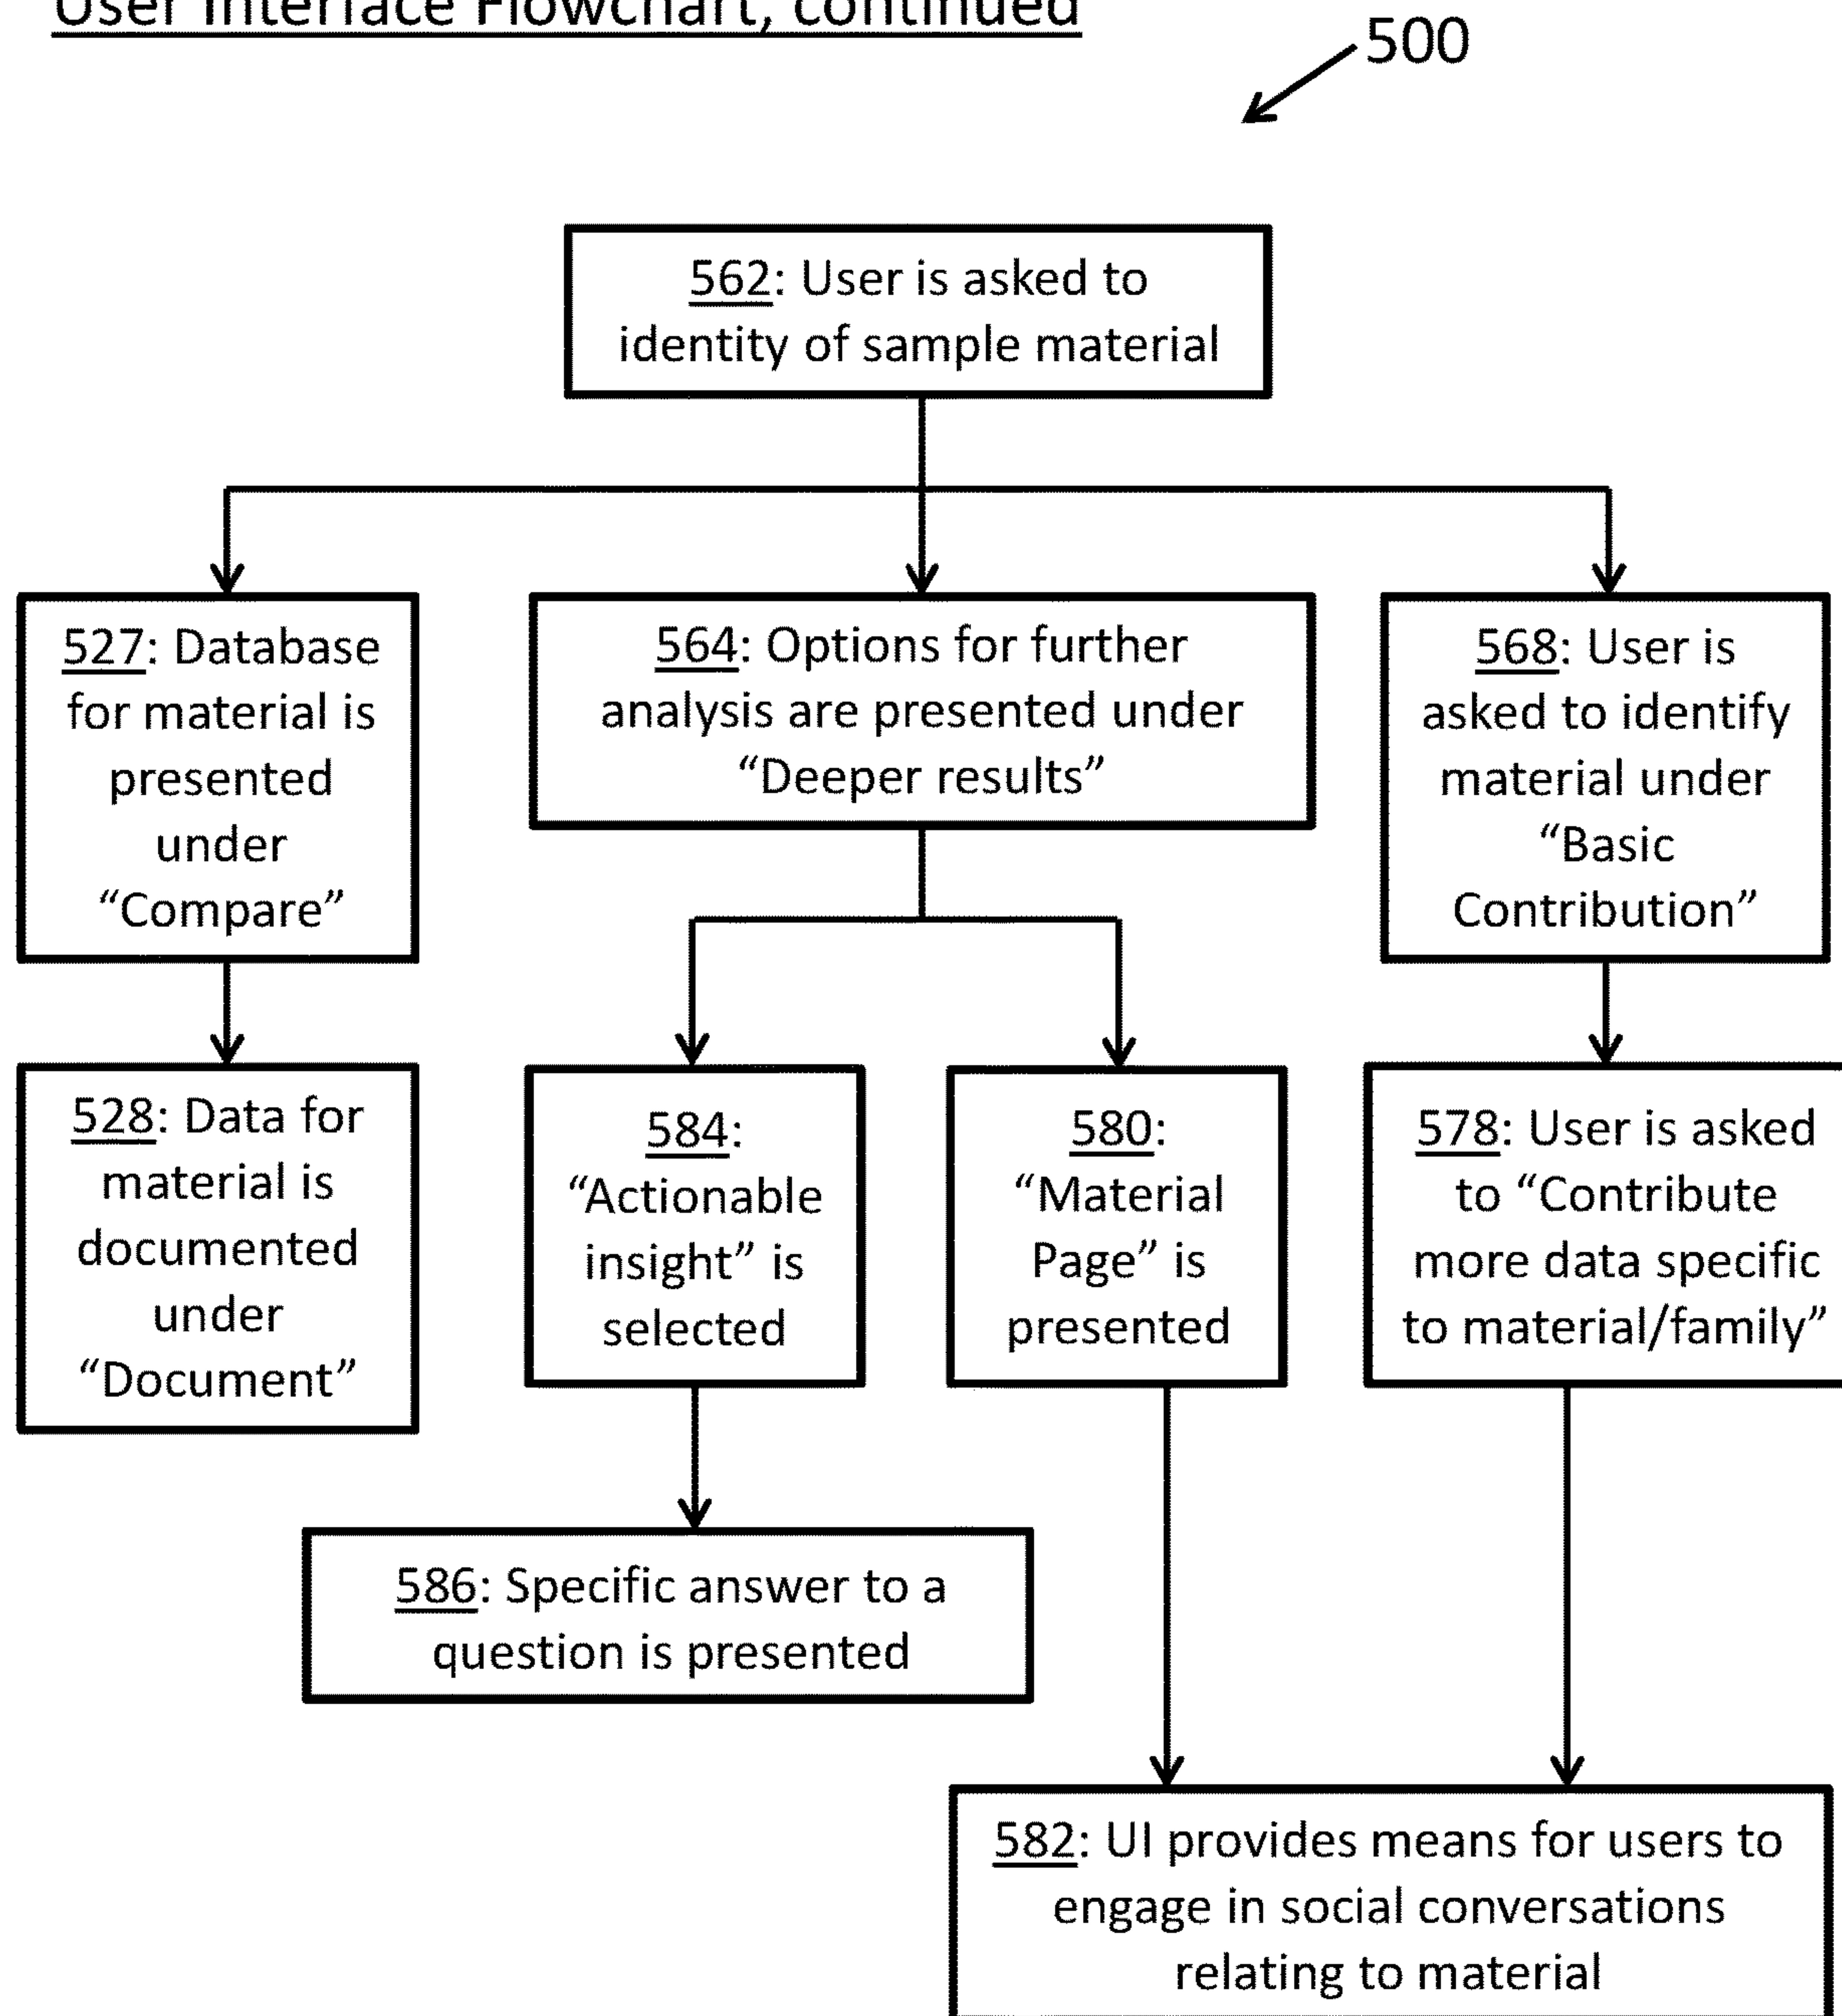 User Interface Flowchart, continued
500
562: User is asked to
identity of sample material
527: Database
for material is
presented
under
“Compare”
564: Options for further
analysis are presented under
“Deeper results”
568: User is
asked to identify
material under
“Basic
Contribution”
528: Data for
material is
documented
under
“Document”
584:
“Actionable
insight” is
selected
580:
“Material
Page” is
presented
578: User is asked
to “Contribute
more data specific
to material/family”
586: Specific answer to a
question is presented
582: UI provides means for users to
engage in social conversations
relating to material